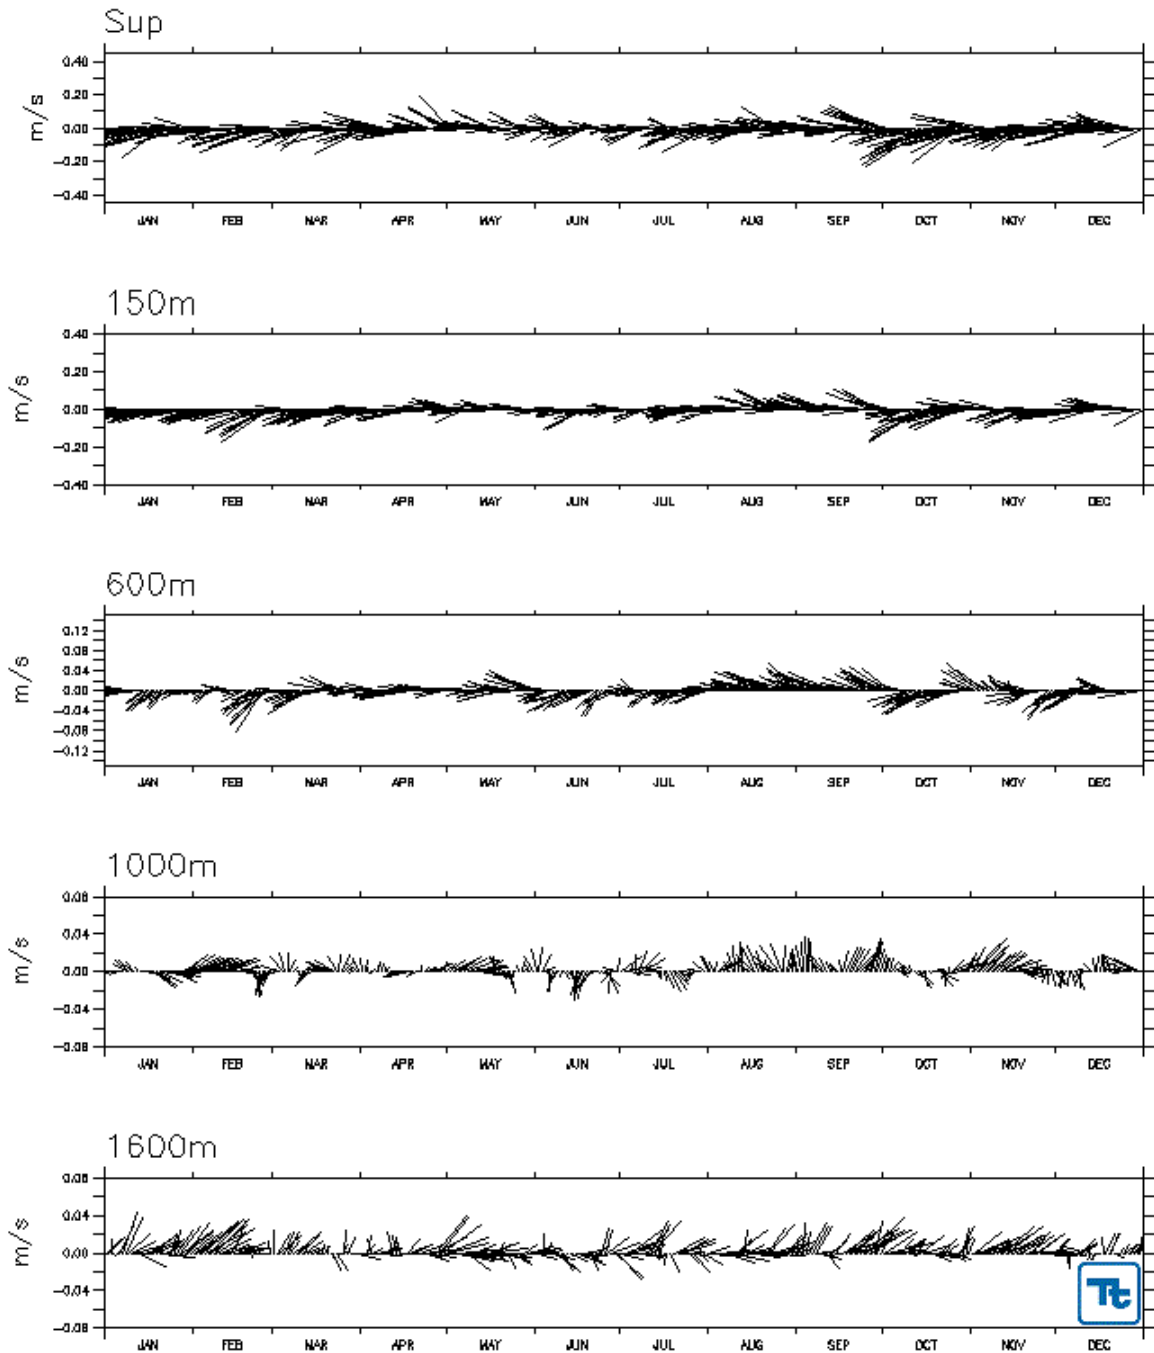 Sup
m/s
0.40
0.20
0.00
-0.20
-0.40
JAN FEB MAR APR MAY JUN JUL AUG SEP OCT NOV DEC
150m
m/s
0.40
0.20
0.00
-0.20
-0.40
JAN FEB MAR APR MAY JUN JUL AUG SEP OCT NOV DEC
600m
m/s
0.12
0.08
0.04
0.00
-0.04
-0.08
-0.12
JAN FEB MAR APR MAY JUN JUL AUG SEP OCT NOV DEC
1000m
m/s
0.08
0.04
0.00
-0.04
-0.08
JAN FEB MAR APR MAY JUN JUL AUG SEP OCT NOV DEC
1600m
m/s
0.08
0.04
0.00
-0.04
-0.08
JAN FEB MAR APR MAY JUN JUL AUG SEP OCT NOV DEC
Tt